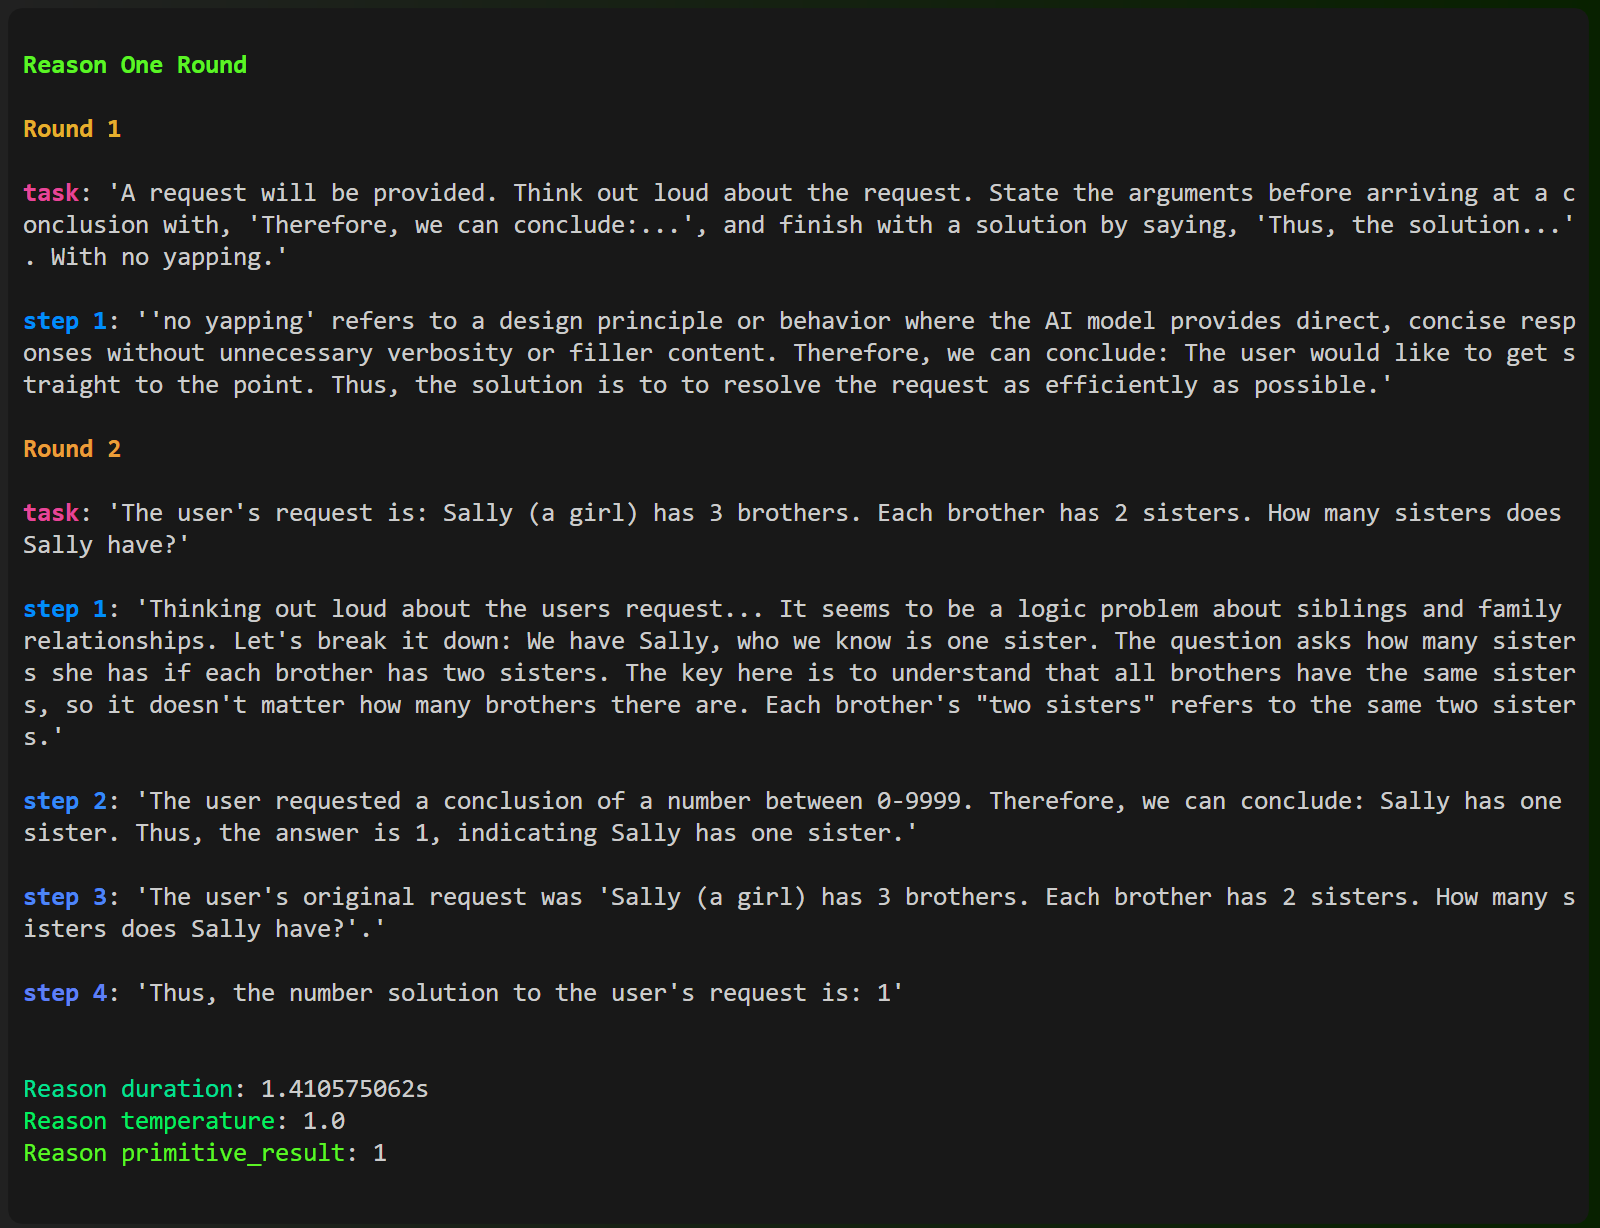 Reason One Round
Round 1
task: 'A request will be provided. Think out loud about the request. State the arguments before arriving at a c
onclusion with, 'Therefore, we can conclude:...', and finish with a solution by saying, 'Thus, the solution...'
. With no yapping.'
step 1: ''no yapping' refers to a design principle or behavior where the AI model provides direct, concise resp
onses without unnecessary verbosity or filler content. Therefore, we can conclude: The user would like to get s
traight to the point. Thus, the solution is to to resolve the request as efficiently as possible.'
Round 2
task: 'The user's request is: Sally (a girl) has 3 brothers. Each brother has 2 sisters. How many sisters does
Sally have?'
step 1: 'Thinking out loud about the users request... It seems to be a logic problem about siblings and family
relationships. Let's break it down: We have Sally, who we know is one sister. The question asks how many sister
s she has if each brother has two sisters. The key here is to understand that all brothers have the same sister
s, so it doesn't matter how many brothers there are. Each brother's "two sisters" refers to the same two sister
s.'
step 2: 'The user requested a conclusion of a number between 0-9999. Therefore, we can conclude: Sally has one
sister. Thus, the answer is 1, indicating Sally has one sister.'
step 3: 'The user's original request was 'Sally (a girl) has 3 brothers. Each brother has 2 sisters. How many s
isters does Sally have?'.'
step 4: 'Thus, the number solution to the user's request is: 1'
Reason duration: 1.410575062s
Reason temperature: 1.0
Reason primitive_result: 1